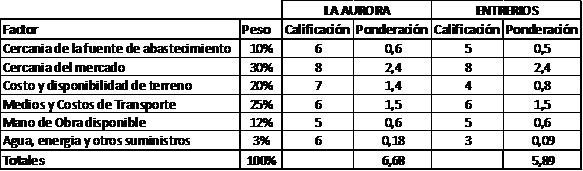 LA AURORA ENTRERIOS
Factor Peso Calificación Ponderación Calificación Ponderación
Cercania de la fuente de abastecimiento 10% 6 0,6 5 0,5
Cercania del mercado 30% 8 2,4 8 2,4
Costo y disponibilidad de terreno 20% 7 1,4 4 0,8
Medios y Costos de Transporte 25% 6 1,5 6 1,5
Mano de Obra disponible 12% 5 0,6 5 0,6
Agua, energia y otros suministros 3% 6 0,18 3 0,09
Totales 100% 6,68 5,89